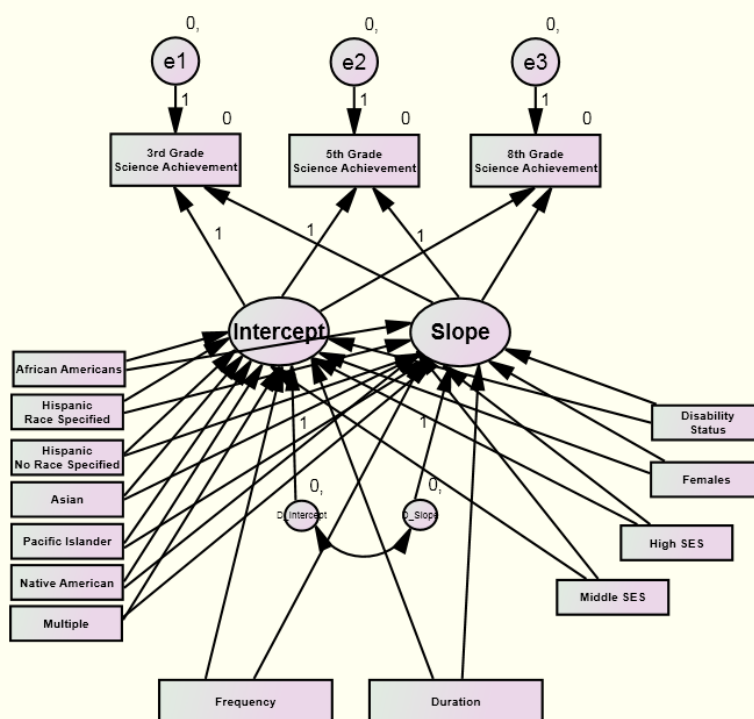 0,
0,
0,
e1
e2
e3
1
1
1
0
0
0
3rd Grade
Science Achievement
5th Grade
Science Achievement
8th Grade
Science Achievement
1
1
1
Intercept
Slope
African Americans
Hispanic
Race Specified
Hispanic
No Race Specified
Asian
Pacific Islander
Native American
Multiple
1
1
0,
0,
D_Intercept
D_Slope
Disability
Status
Females
High SES
Middle SES
Frequency
Duration